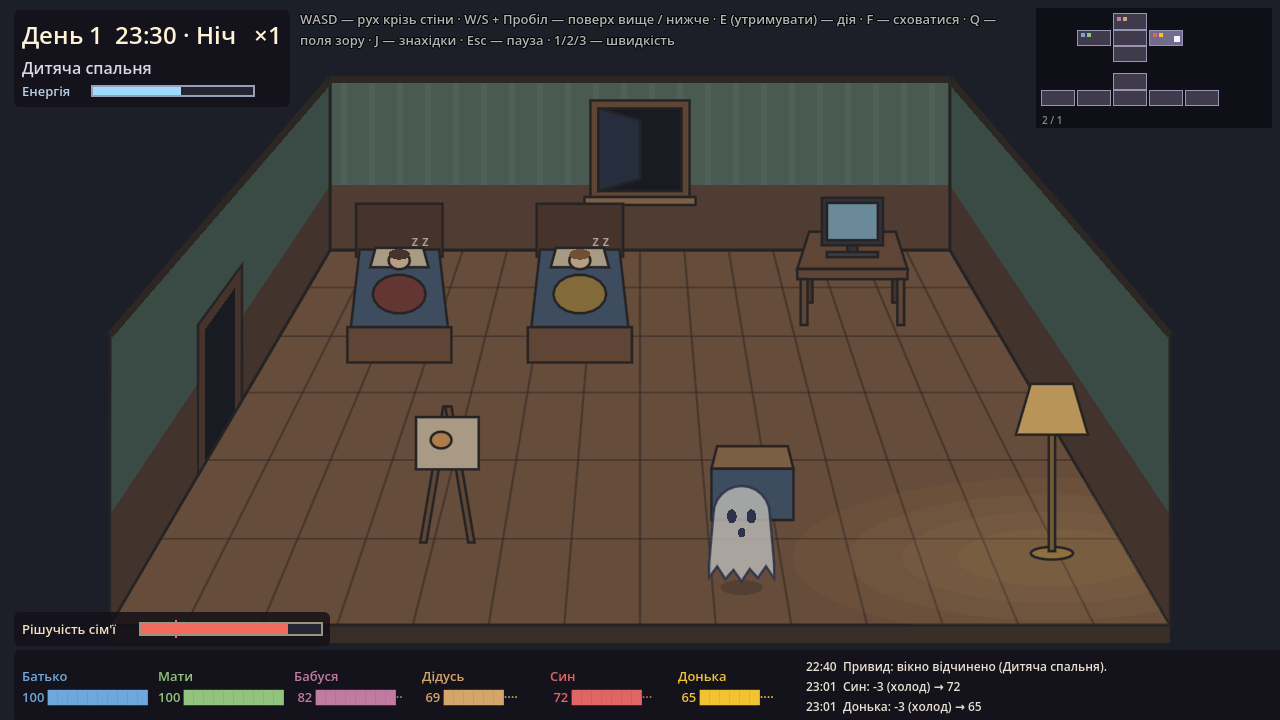 День 1 23:30 · Ніч ×1
Дитяча спальня
Енергія
WASD — рух крізь стіни · W/S + Пробіл — поверх вище / нижче · E (утримувати) — дія · F — сховатися · Q —
поля зору · J — знахідки · Esc — пауза · 1/2/3 — швидкість
2 / 1
z z
z z
Рішучість сім'ї
Батько
100
Мати
100
Бабуся
82
Дідусь
69
Син
72
Донька
65
22:40 Привид: вікно відчинено (Дитяча спальня).
23:01 Син: -3 (холод) → 72
23:01 Донька: -3 (холод) → 65